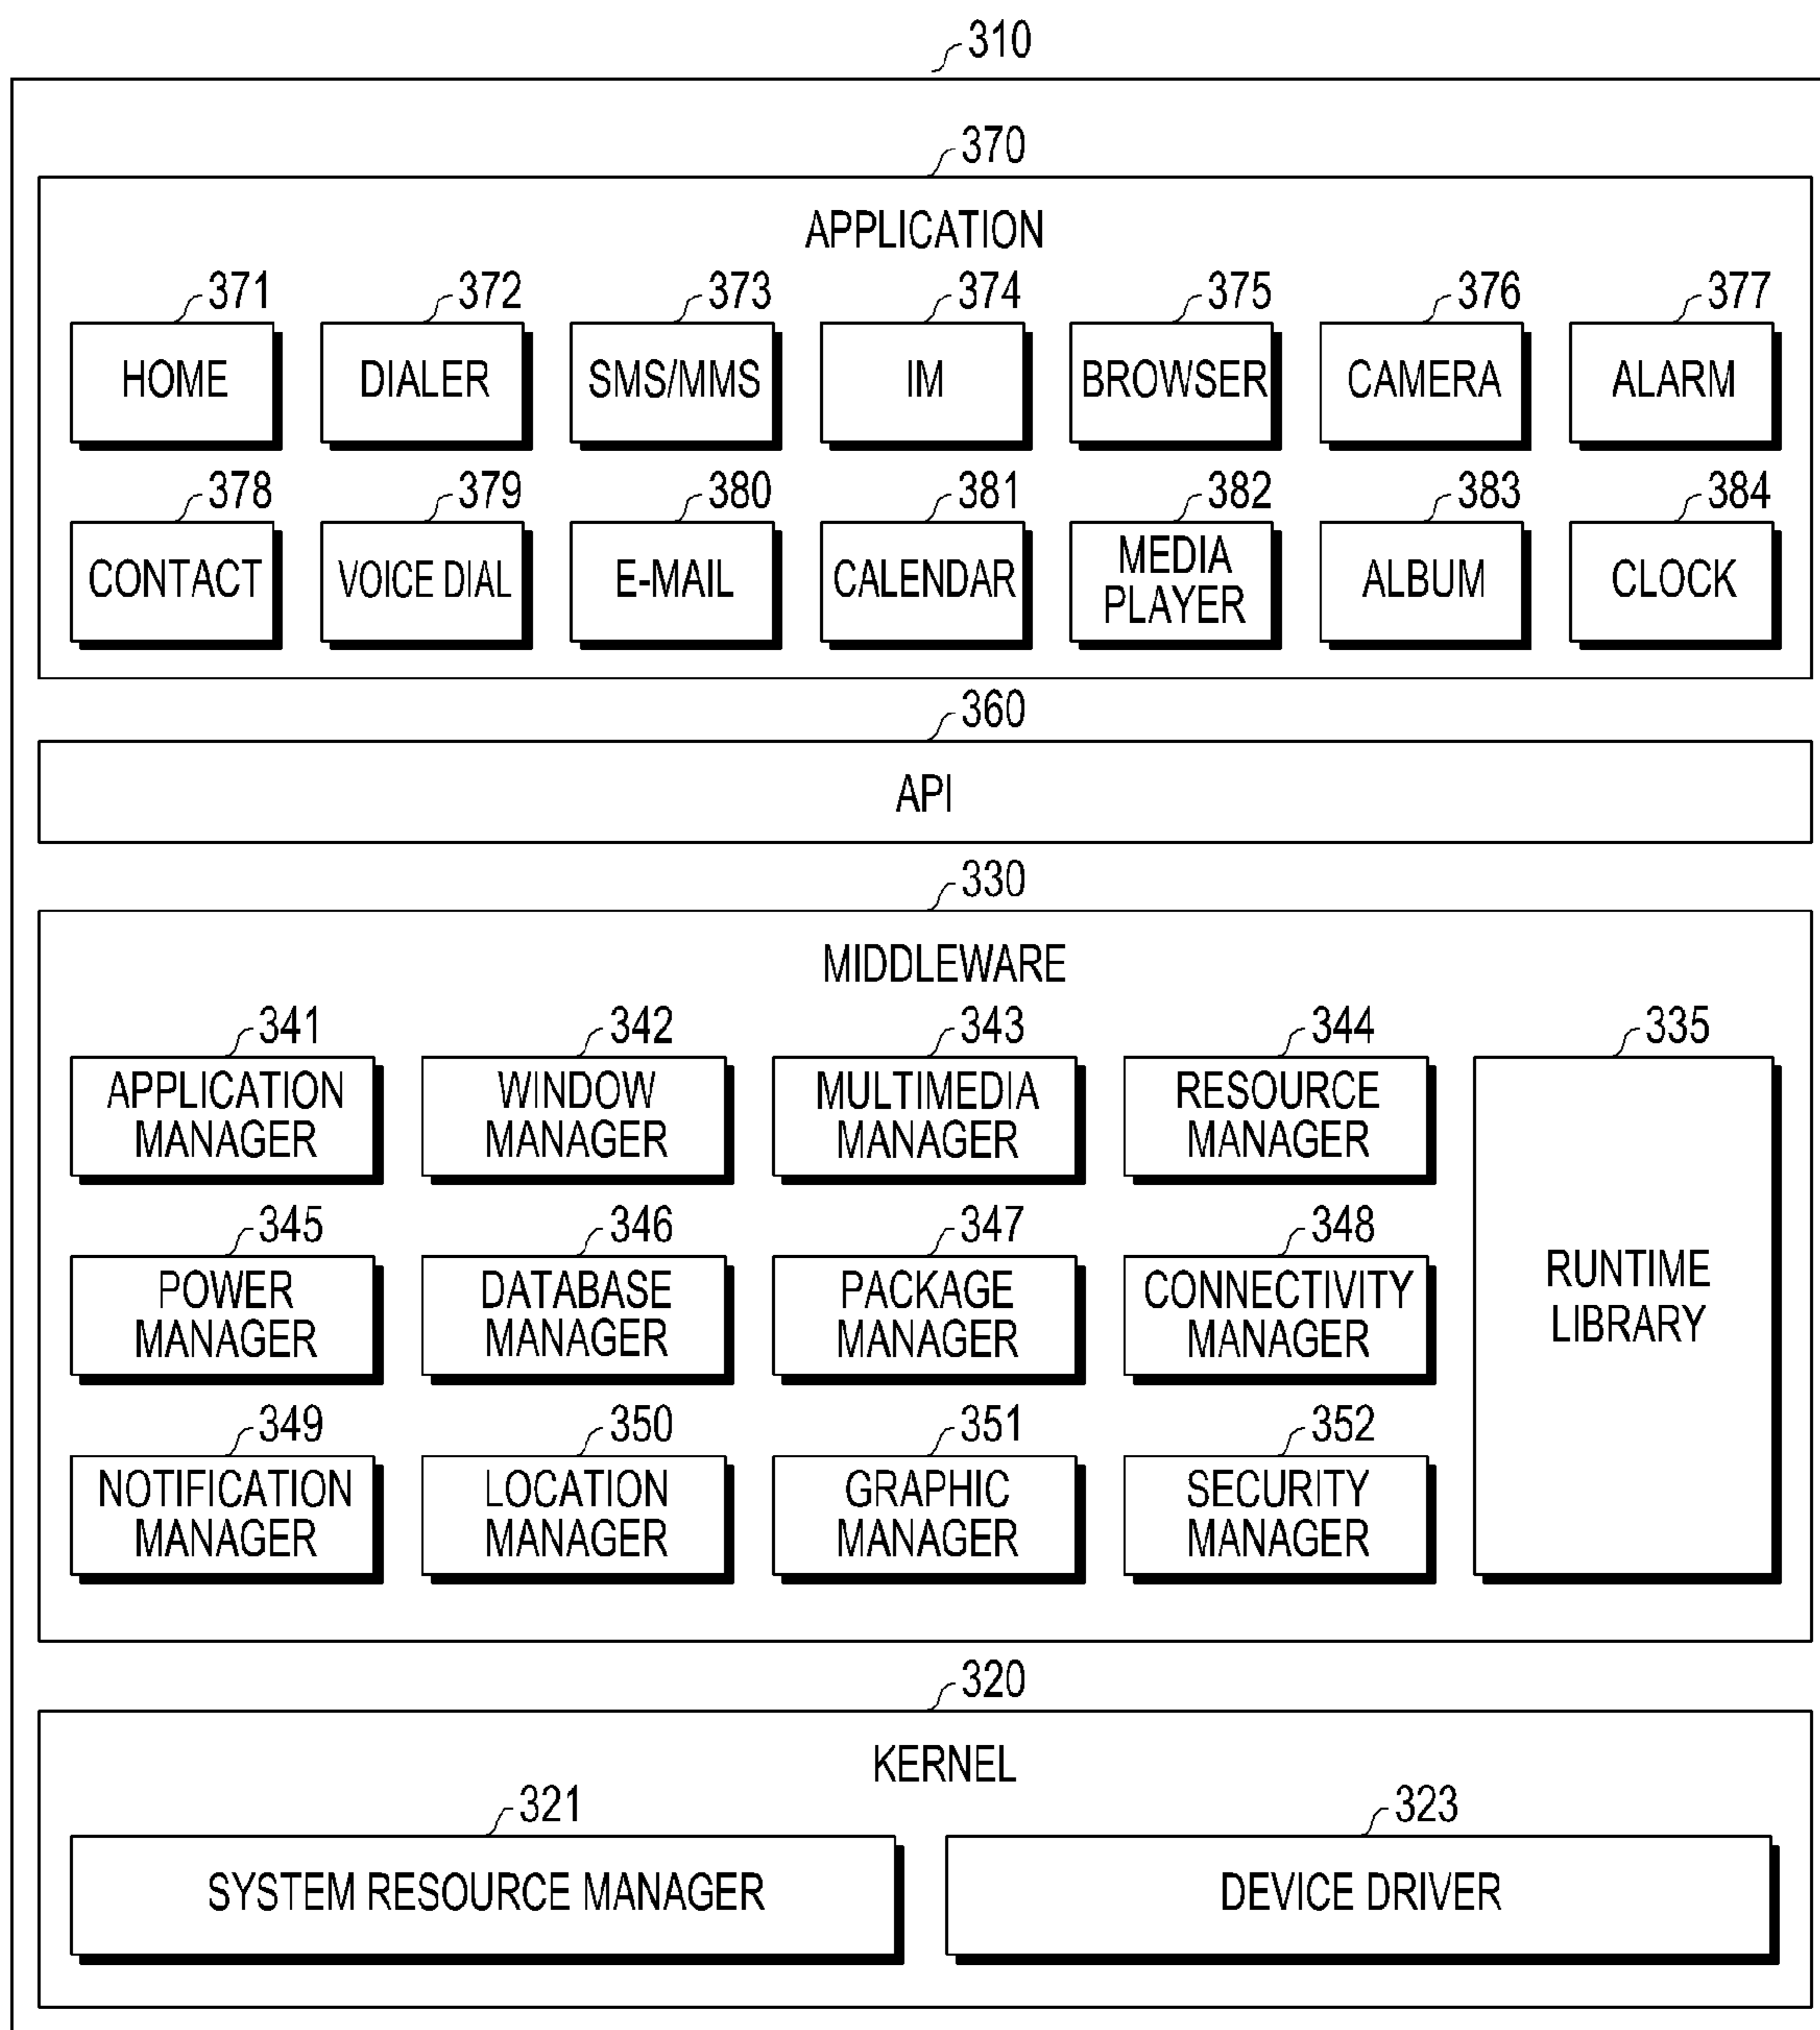 310
370
APPLICATION
371 372 373 374 375 376 377
HOME DIALER SMS/MMS IM BROWSER CAMERA ALARM
378 379 380 381 382 383 384
CONTACT VOICE DIAL E-MAIL CALENDAR MEDIA PLAYER ALBUM CLOCK
360
API
330
MIDDLEWARE
341 342 343 344 335
APPLICATION MANAGER WINDOW MANAGER MULTIMEDIA MANAGER RESOURCE MANAGER
345 346 347 348
POWER MANAGER DATABASE MANAGER PACKAGE MANAGER CONNECTIVITY MANAGER RUNTIME LIBRARY
349 350 351 352
NOTIFICATION MANAGER LOCATION MANAGER GRAPHIC MANAGER SECURITY MANAGER
320
KERNEL
321 323
SYSTEM RESOURCE MANAGER DEVICE DRIVER